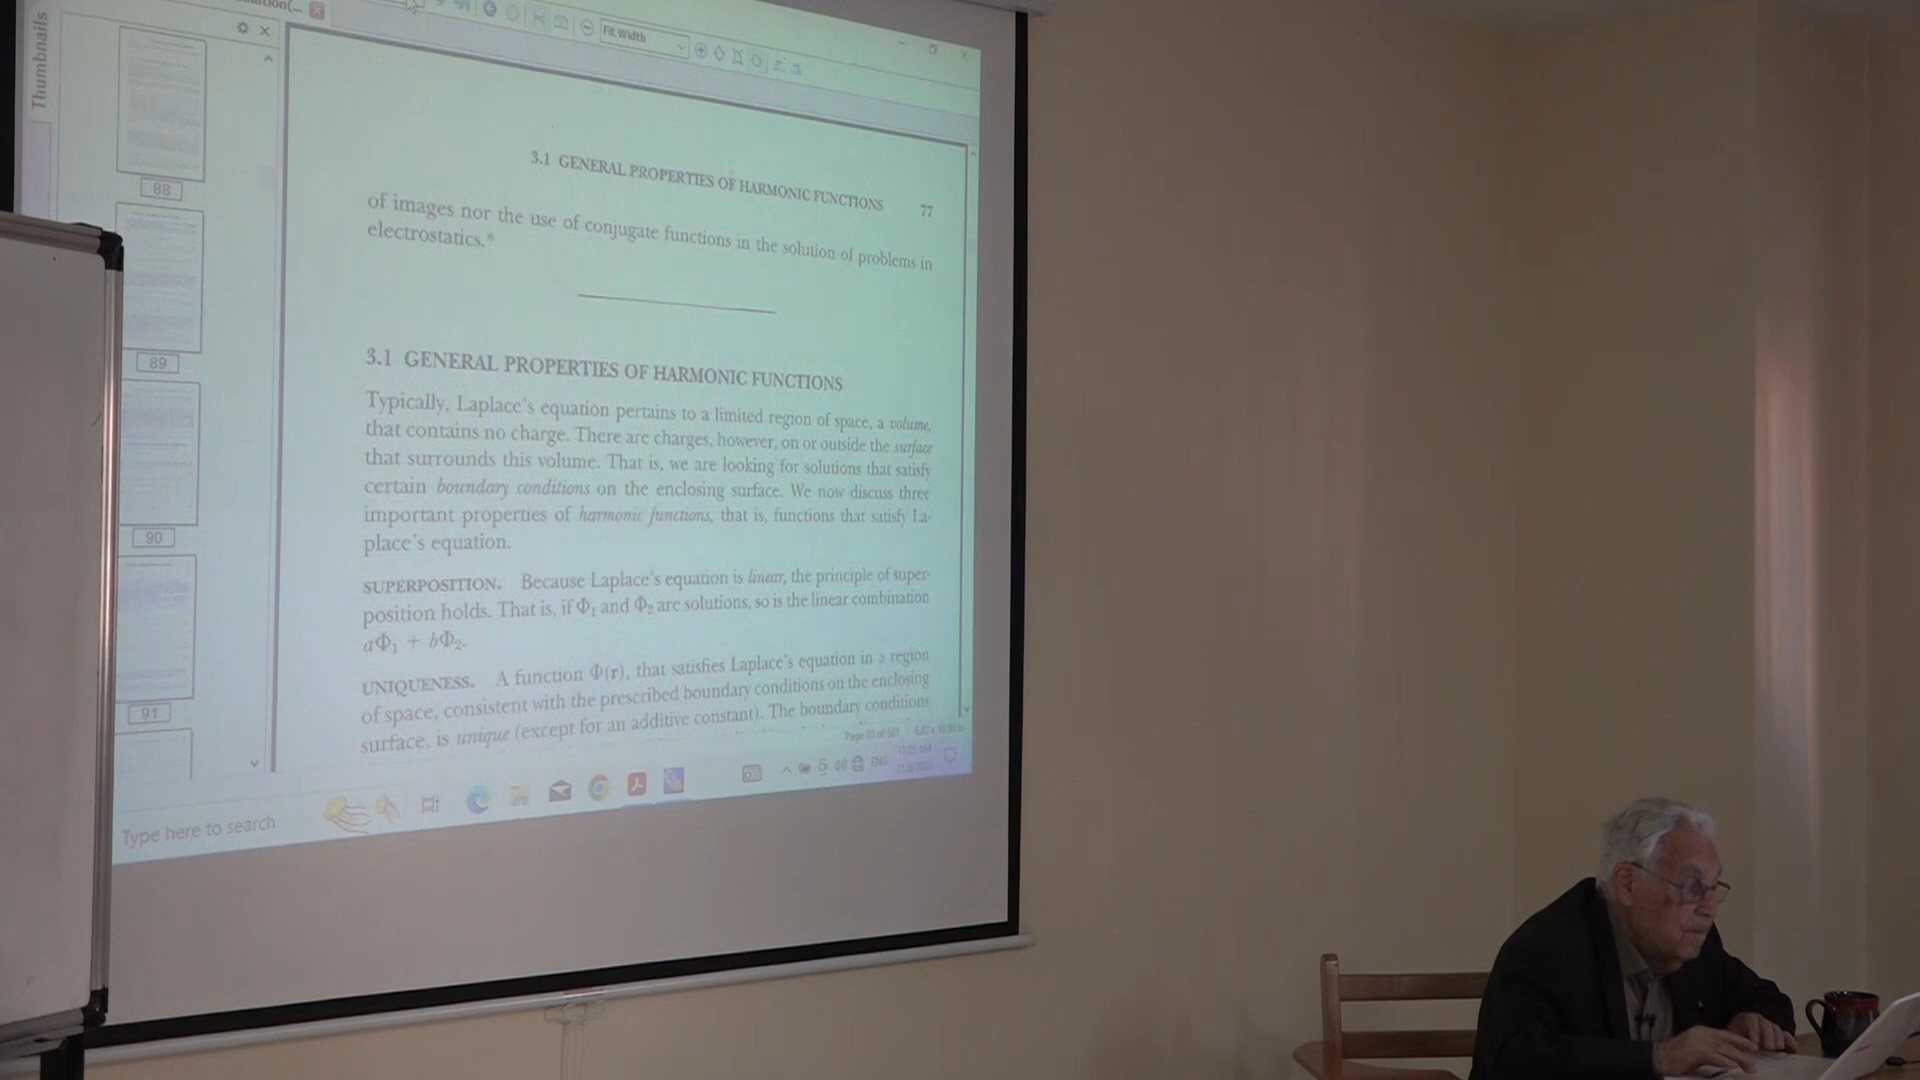 Thumbnails
Fit Width
88
89
90
91
3.1 GENERAL PROPERTIES OF HARMONIC FUNCTIONS 77
of images nor the use of conjugate functions in the solution of problems in
electrostatics.*
3.1 GENERAL PROPERTIES OF HARMONIC FUNCTIONS
Typically, Laplace's equation pertains to a limited region of space, a volume,
that contains no charge. There are charges, however, on or outside the surface
that surrounds this volume. That is, we are looking for solutions that satisfy
certain boundary conditions on the enclosing surface. We now discuss three
important properties of harmonic functions, that is, functions that satisfy La-
place's equation.
SUPERPOSITION. Because Laplace's equation is linear, the principle of super-
position holds. That is, if Φ₁ and Φ₂ are solutions, so is the linear combination
aΦ₁ + bΦ₂.
UNIQUENESS. A function Φ(r), that satisfies Laplace's equation in a region
of space, consistent with the prescribed boundary conditions on the enclosing
surface, is unique (except for an additive constant). The boundary conditions
ENG
11:25 AM
Type here to search